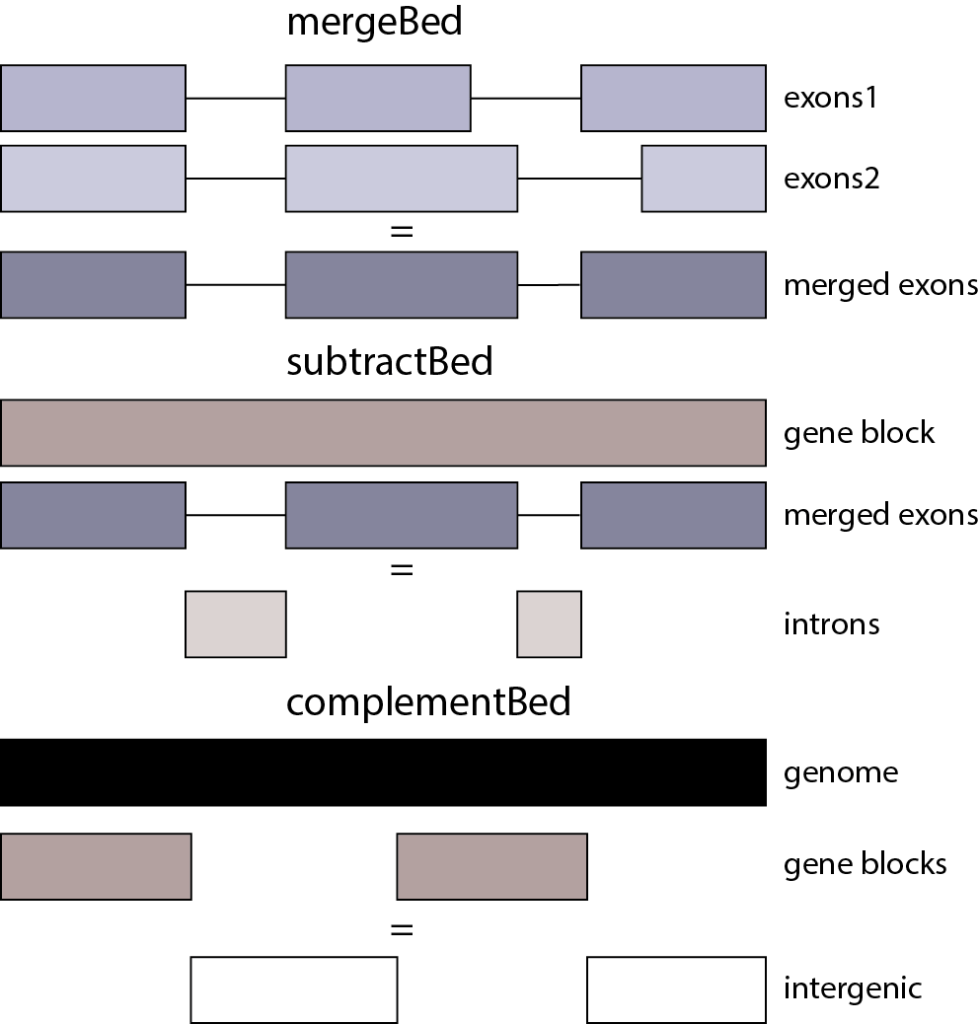 mergeBed
exons1
exons2
=
merged exons
subtractBed
gene block
merged exons
=
introns
complementBed
genome
gene blocks
=
intergenic